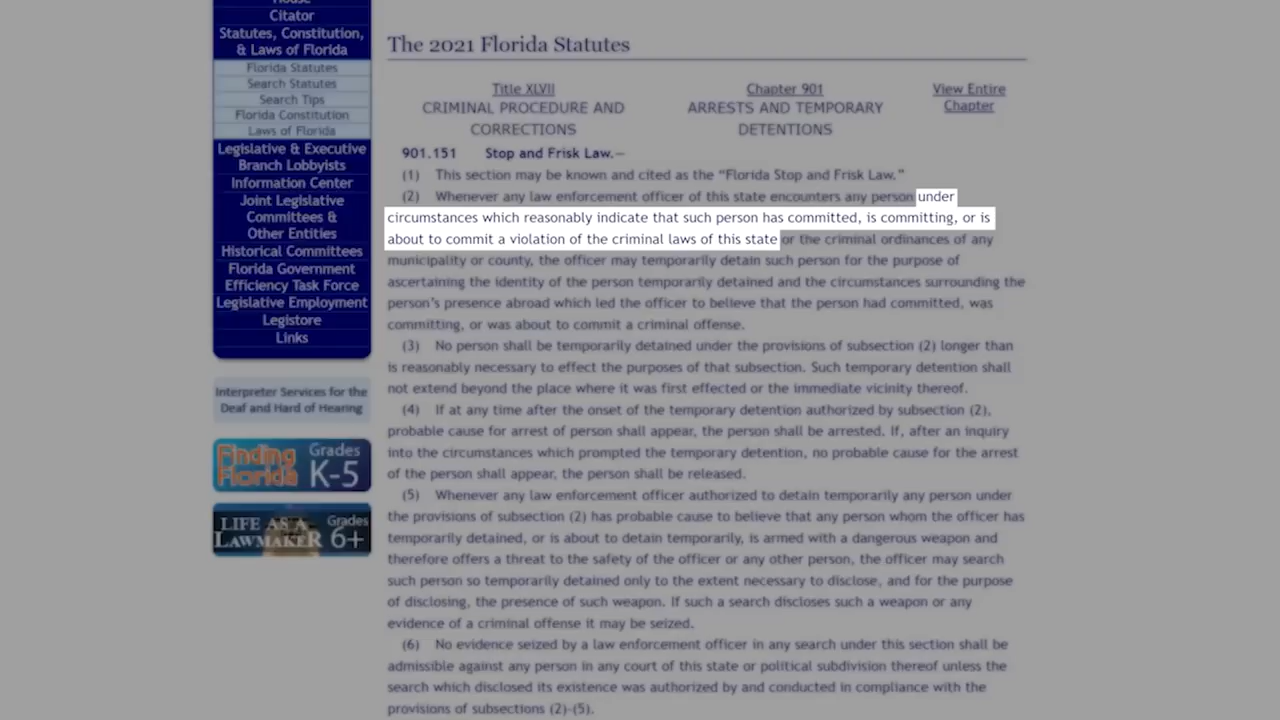 House
Citator
Statutes, Constitution,
& Laws of Florida
Florida Statutes
Search Statutes
Search Tips
Florida Constitution
Laws of Florida
Legislative & Executive
Branch Lobbyists
Information Center
Joint Legislative
Committees &
Other Entities
Historical Committees
Florida Government
Efficiency Task Force
Legislative Employment
Legistore
Links
Interpreter Services for the
Deaf and Hard of Hearing
Finding
Florida
Grades
K-5
LIFE AS A
LAWMAKER
Grades
6+
The 2021 Florida Statutes
Title XLVII
CRIMINAL PROCEDURE AND
CORRECTIONS
Chapter 901
ARRESTS AND TEMPORARY
DETENTIONS
View Entire
Chapter
901.151 Stop and Frisk Law.—
(1) This section may be known and cited as the “Florida Stop and Frisk Law.”
(2) Whenever any law enforcement officer of this state encounters any person under
circumstances which reasonably indicate that such person has committed, is committing, or is
about to commit a violation of the criminal laws of this state or the criminal ordinances of any
municipality or county, the officer may temporarily detain such person for the purpose of
ascertaining the identity of the person temporarily detained and the circumstances surrounding the
person’s presence abroad which led the officer to believe that the person had committed, was
committing, or was about to commit a criminal offense.
(3) No person shall be temporarily detained under the provisions of subsection (2) longer than
is reasonably necessary to effect the purposes of that subsection. Such temporary detention shall
not extend beyond the place where it was first effected or the immediate vicinity thereof.
(4) If at any time after the onset of the temporary detention authorized by subsection (2),
probable cause for arrest of person shall appear, the person shall be arrested. If, after an inquiry
into the circumstances which prompted the temporary detention, no probable cause for the arrest
of the person shall appear, the person shall be released.
(5) Whenever any law enforcement officer authorized to detain temporarily any person under
the provisions of subsection (2) has probable cause to believe that any person whom the officer has
temporarily detained, or is about to detain temporarily, is armed with a dangerous weapon and
therefore offers a threat to the safety of the officer or any other person, the officer may search
such person so temporarily detained only to the extent necessary to disclose, and for the purpose
of disclosing, the presence of such weapon. If such a search discloses such a weapon or any
evidence of a criminal offense it may be seized.
(6) No evidence seized by a law enforcement officer in any search under this section shall be
admissible against any person in any court of this state or political subdivision thereof unless the
search which disclosed its existence was authorized by and conducted in compliance with the
provisions of subsections (2)-(5).